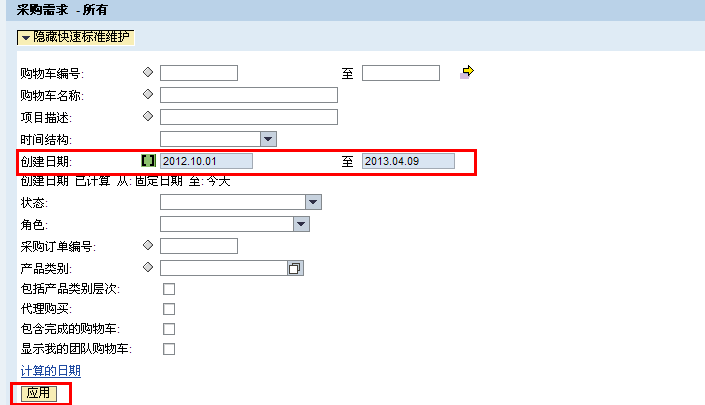 采购需求 - 所有
隐藏快速标准维护
购物车编号: 至
购物车名称:
项目描述:
时间结构:
创建日期: 2012.10.01 至 2013.04.09
创建日期 已计算 从: 固定日期 至: 今天
状态:
角色:
采购订单编号:
产品类别:
包括产品类别层次:
代理购买:
包含完成的购物车:
显示我的团队购物车:
计算的日期
应用